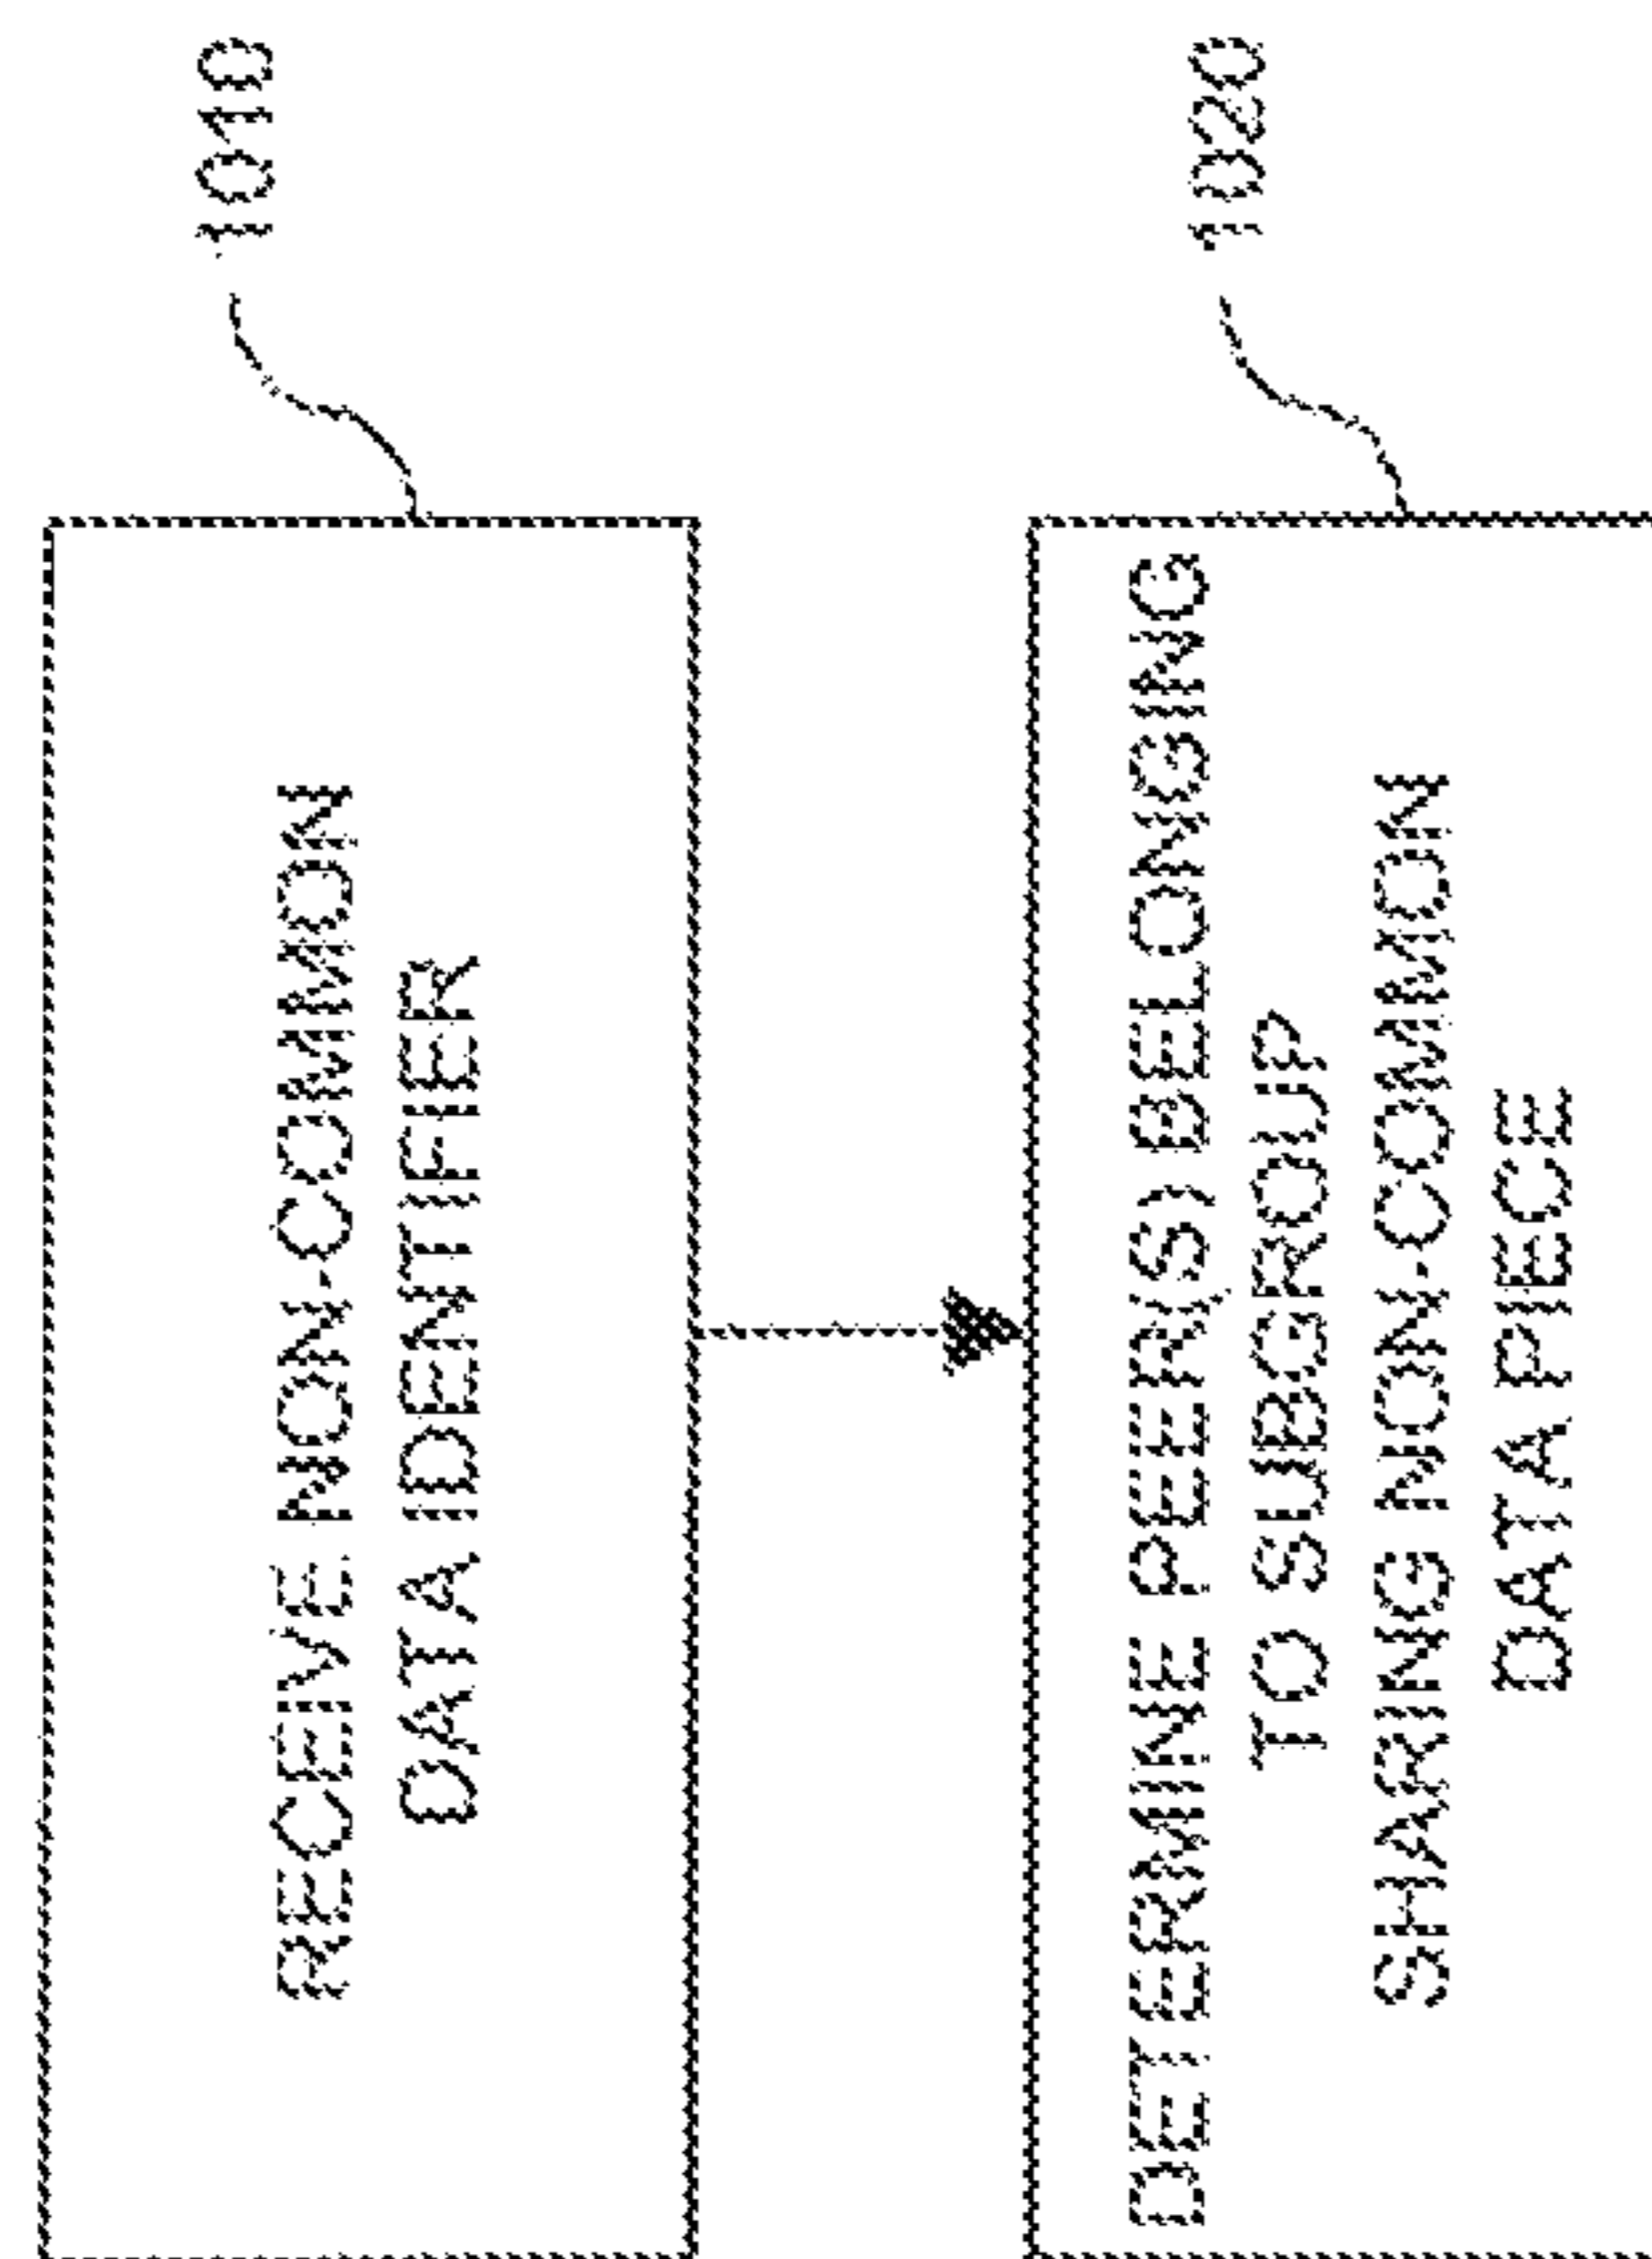 1010
RECEIVE NON-COMMON
DATA IDENTIFIER
1020
DETERMINE PEER(S) BELONGING
TO SUBGROUP
SHARING NON-COMMON
DATA PIECE